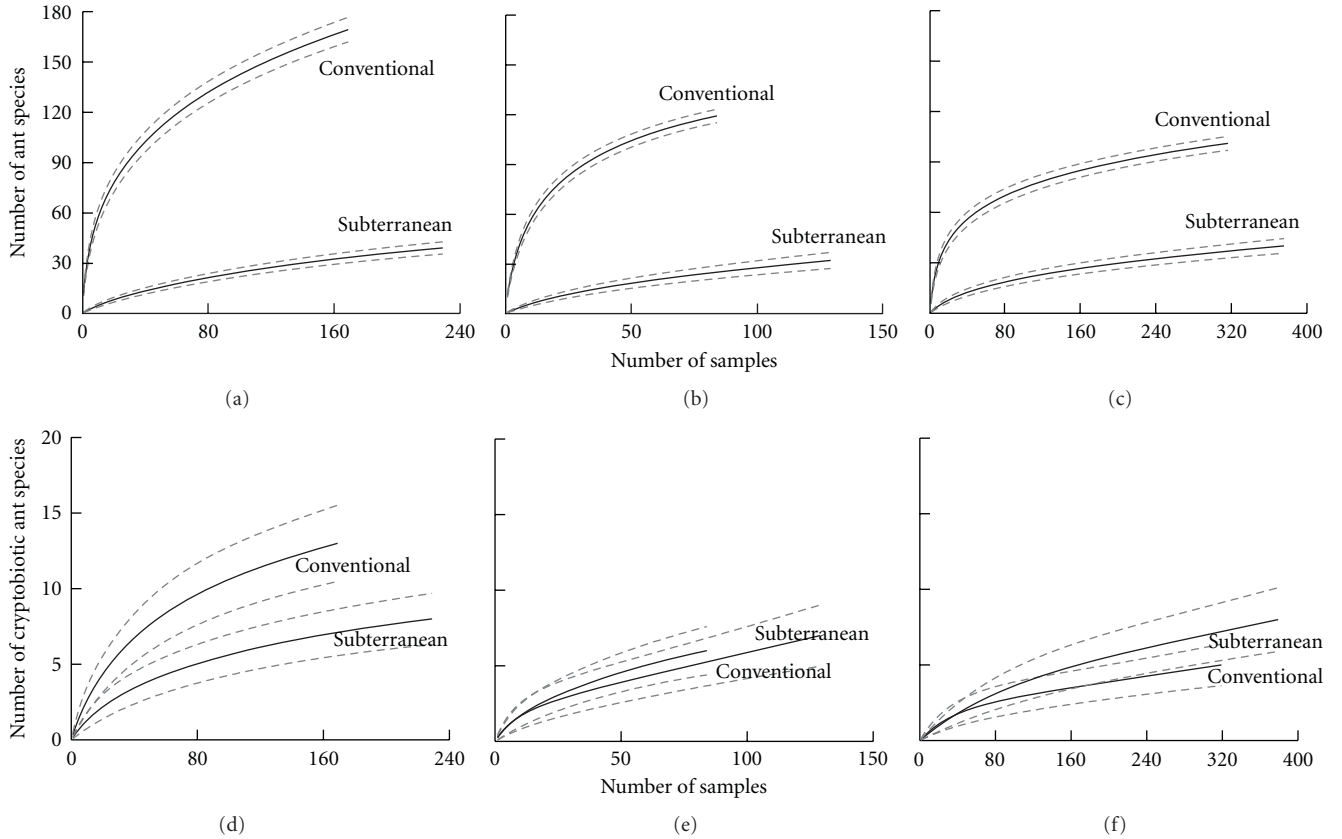 Number of ant species
180
150
120
90
60
30
0
Conventional
Subterranean
0 80 160 240
(a)
Conventional
Subterranean
0 50 100 150
Number of samples
(b)
Conventional
Subterranean
0 80 160 240 320 400
(c)
Number of cryptobiotic ant species
20
15
10
5
0
Conventional
Subterranean
0 80 160 240
(d)
Subterranean
Conventional
0 50 100 150
Number of samples
(e)
Subterranean
Conventional
0 80 160 240 320 400
(f)